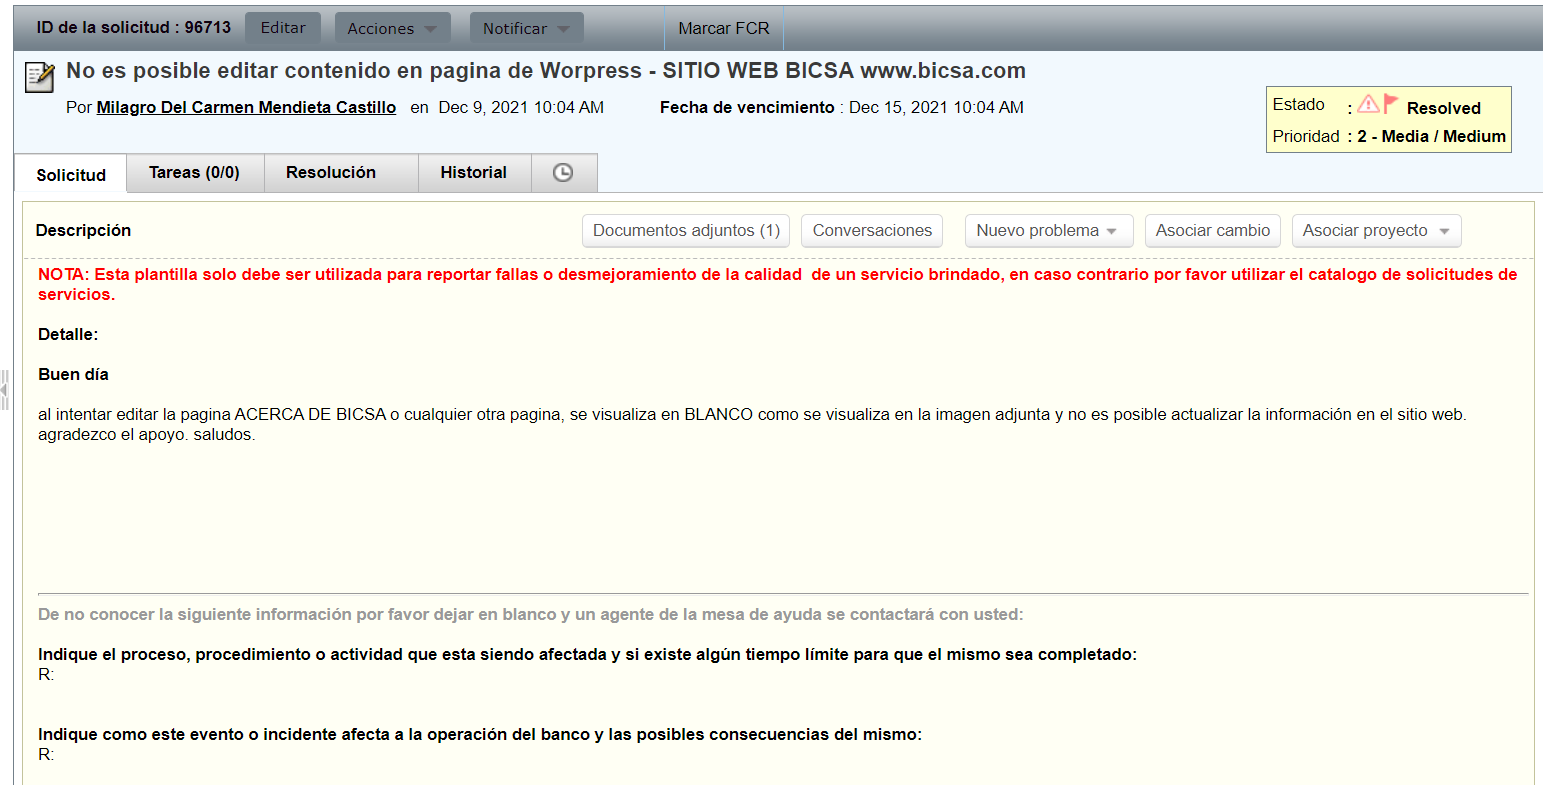 ID de la solicitud : 96713 Editar Acciones Notificar Marcar FCR
No es posible editar contenido en pagina de Worpress - SITIO WEB BICSA www.bicsa.com
Por Milagro Del Carmen Mendieta Castillo en Dec 9, 2021 10:04 AM Fecha de vencimiento : Dec 15, 2021 10:04 AM
Estado : Resolved
Prioridad : 2 - Media / Medium
Solicitud Tareas (0/0) Resolución Historial
Descripción Documentos adjuntos (1) Conversaciones Nuevo problema Asociar cambio Asociar proyecto
NOTA: Esta plantilla solo debe ser utilizada para reportar fallas o desmejoramiento de la calidad de un servicio brindado, en caso contrario por favor utilizar el catalogo de solicitudes de
servicios.
Detalle:
Buen día
al intentar editar la pagina ACERCA DE BICSA o cualquier otra pagina, se visualiza en BLANCO como se visualiza en la imagen adjunta y no es posible actualizar la información en el sitio web.
agradezco el apoyo. saludos.
De no conocer la siguiente información por favor dejar en blanco y un agente de la mesa de ayuda se contactará con usted:
Indique el proceso, procedimiento o actividad que esta siendo afectada y si existe algún tiempo límite para que el mismo sea completado:
R:
Indique como este evento o incidente afecta a la operación del banco y las posibles consecuencias del mismo:
R: